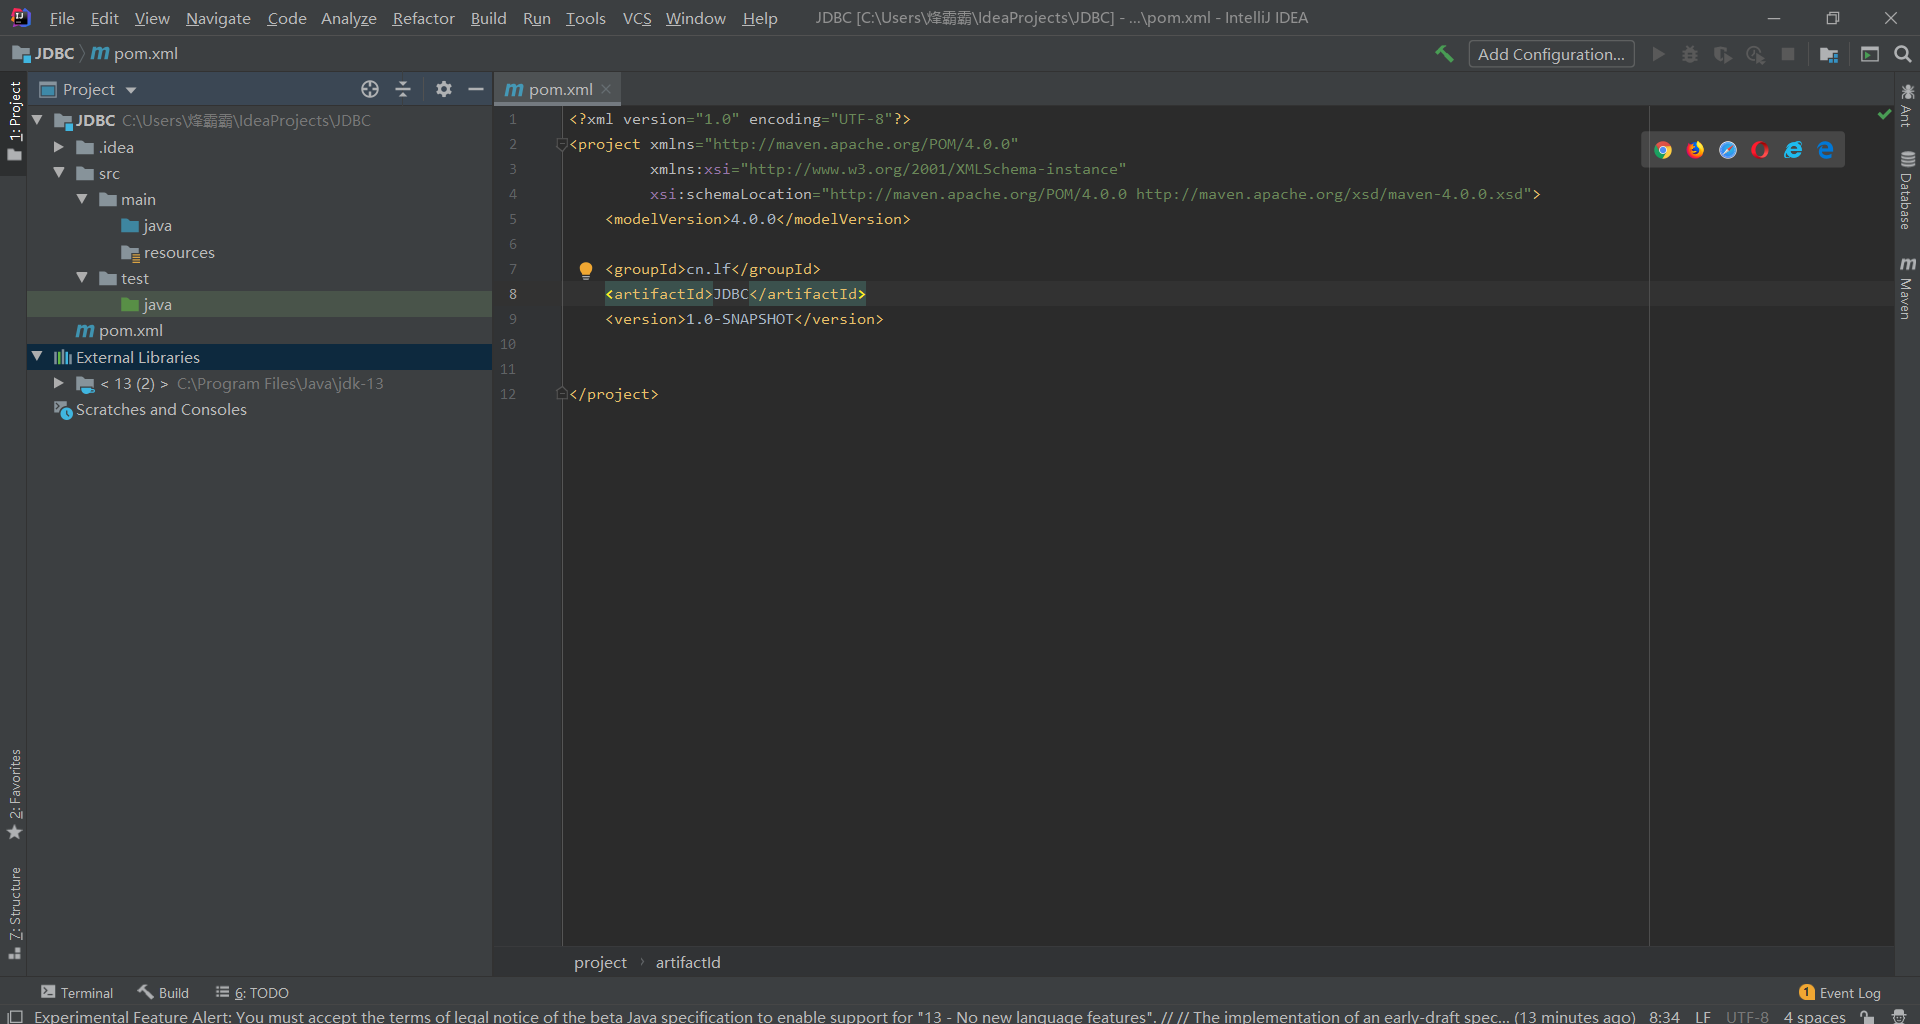 File Edit View Navigate Code Analyze Refactor Build Run Tools VCS Window Help JDBC [C:\Users\烽霸霸\IdeaProjects\JDBC] - ...\pom.xml - IntelliJ IDEA
JDBC pom.xml Add Configuration...
Project
pom.xml
1: Project
2: Favorites
7: Structure
JDBC C:\Users\烽霸霸\IdeaProjects\JDBC
.idea
src
main
java
resources
test
java
pom.xml
External Libraries
< 13 (2) > C:\Program Files\Java\jdk-13
Scratches and Consoles
1 <?xml version="1.0" encoding="UTF-8"?>
2 <project xmlns="http://maven.apache.org/POM/4.0.0"
3 xmlns:xsi="http://www.w3.org/2001/XMLSchema-instance"
4 xsi:schemaLocation="http://maven.apache.org/POM/4.0.0 http://maven.apache.org/xsd/maven-4.0.0.xsd">
5 <modelVersion>4.0.0</modelVersion>
6
7 <groupId>cn.lf</groupId>
8 <artifactId>JDBC</artifactId>
9 <version>1.0-SNAPSHOT</version>
10
11
12 </project>
Ant
Database
Maven
project › artifactId
Terminal Build 6: TODO 1 Event Log
Experimental Feature Alert: You must accept the terms of legal notice of the beta Java specification to enable support for "13 - No new language features". // // The implementation of an early-draft spec... (13 minutes ago) 8:34 LF UTF-8 4 spaces